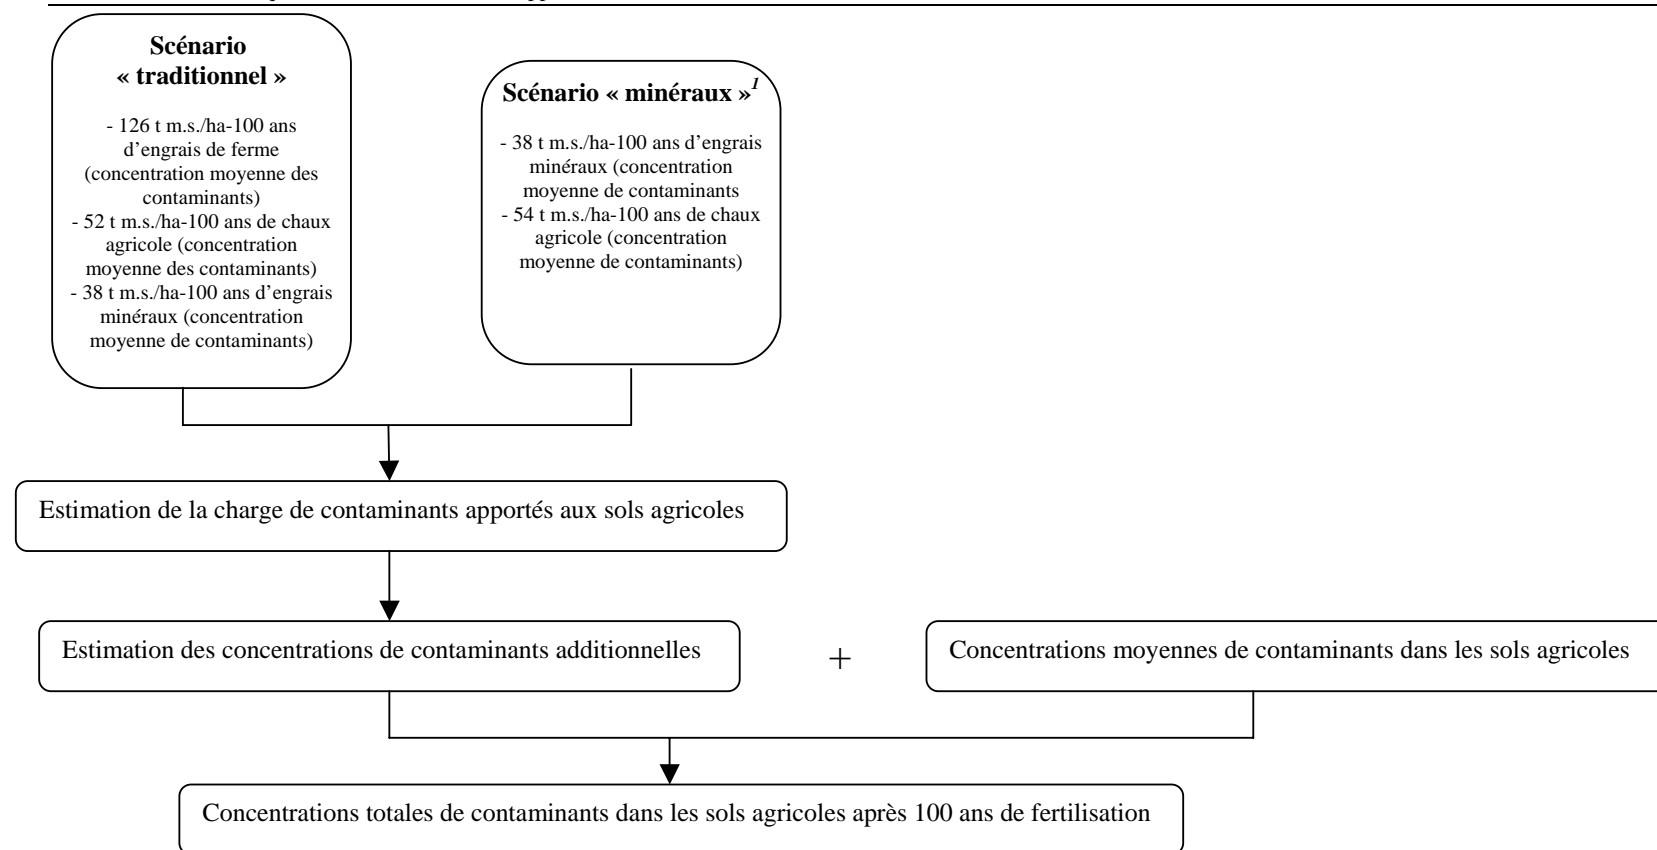 Scénario
« traditionnel »
- 126 t m.s./ha-100 ans
d'engrais de ferme
(concentration moyenne des
contaminants)
- 52 t m.s./ha-100 ans de chaux
agricole (concentration
moyenne des contaminants)
- 38 t m.s./ha-100 ans d'engrais
minéraux (concentration
moyenne de contaminants)
Scénario « minéraux »1
- 38 t m.s./ha-100 ans d'engrais
minéraux (concentration
moyenne de contaminants
- 54 t m.s./ha-100 ans de chaux
agricole (concentration
moyenne de contaminants)
Estimation de la charge de contaminants apportés aux sols agricoles
Estimation des concentrations de contaminants additionnelles
+
Concentrations moyennes de contaminants dans les sols agricoles
Concentrations totales de contaminants dans les sols agricoles après 100 ans de fertilisation